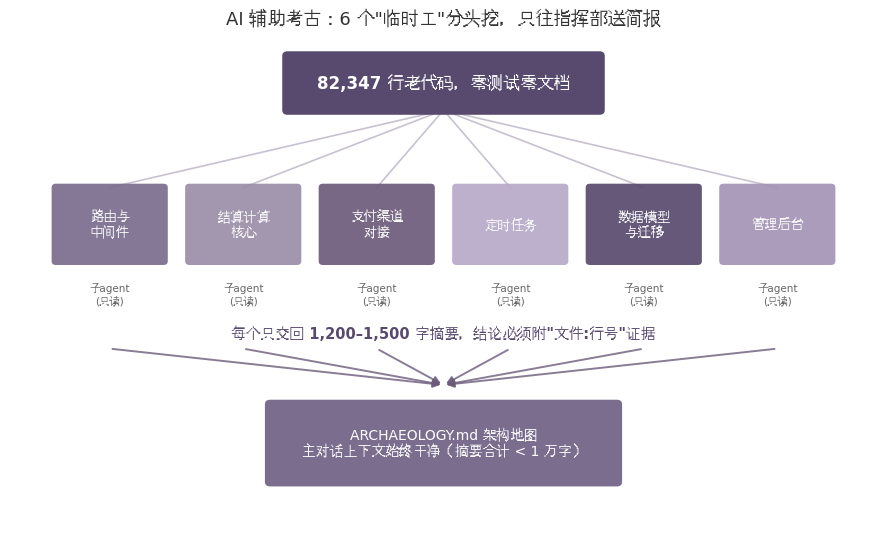 AI 辅助考古：6 个"临时工"分头挖，只往指挥部送简报
82,347 行老代码，零测试零文档
路由与
中间件
结算计算
核心
支付渠道
对接
定时任务
数据模型
与迁移
管理后台
子agent
(只读)
子agent
(只读)
子agent
(只读)
子agent
(只读)
子agent
(只读)
子agent
(只读)
每个只交回 1,200–1,500 字摘要，结论必须附"文件:行号"证据
ARCHAEOLOGY.md 架构地图
主对话上下文始终干净（摘要合计 < 1 万字）